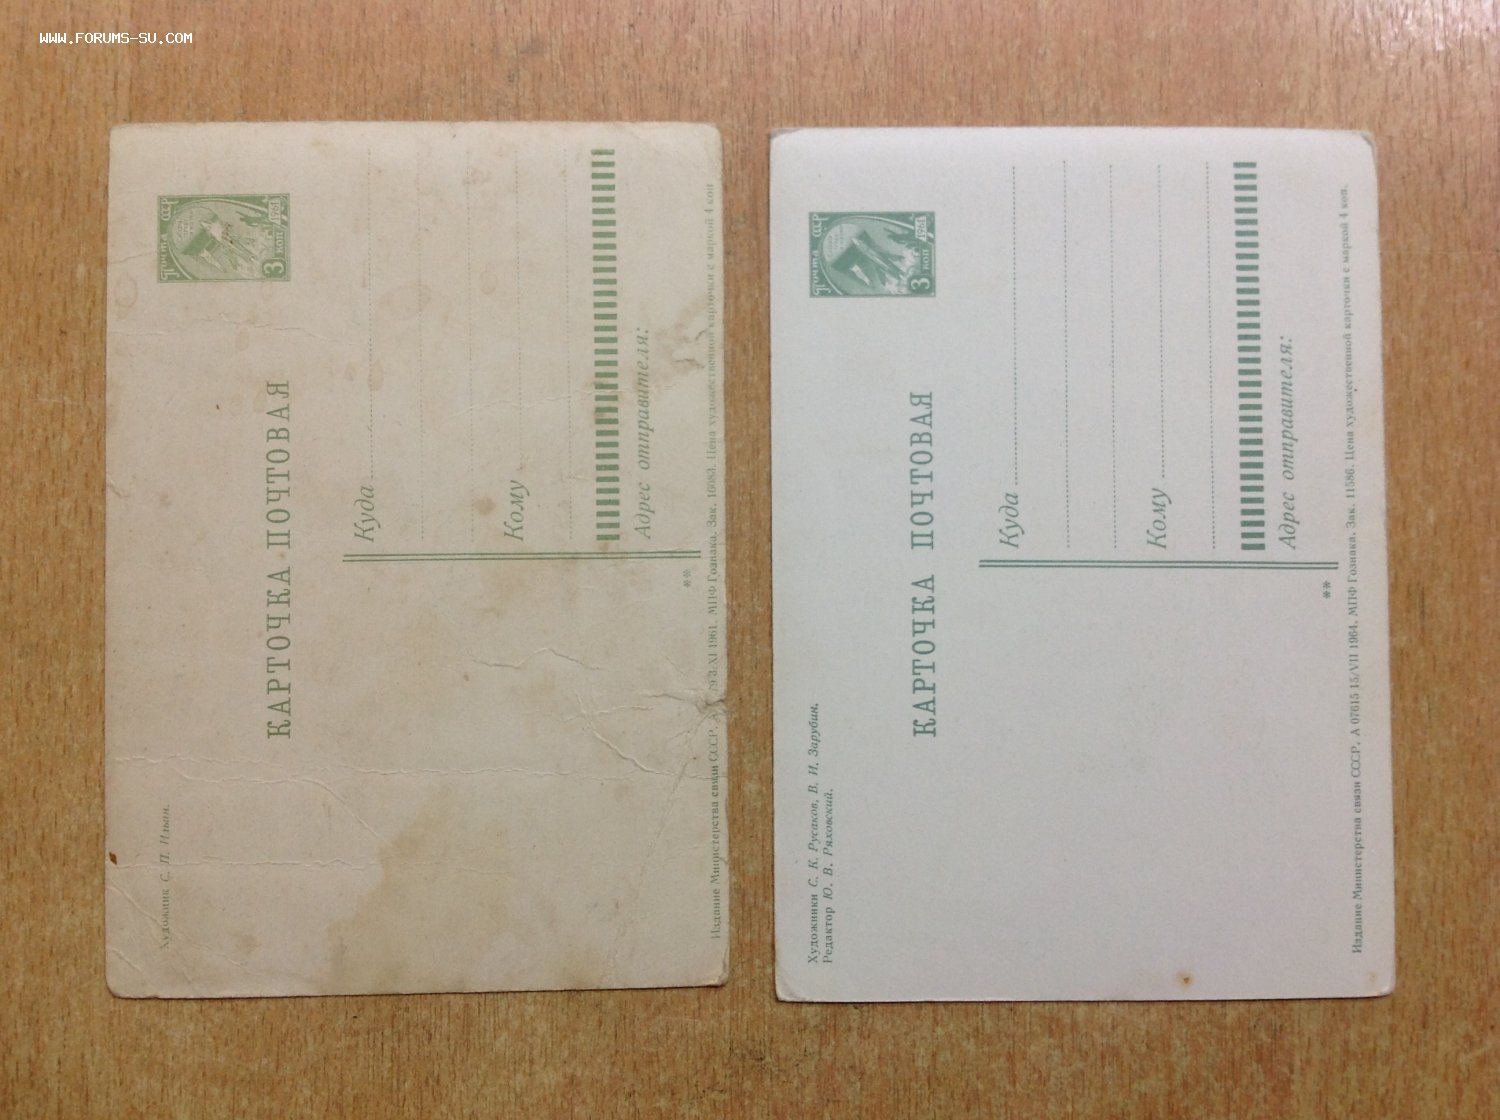 WWW.FORUMS-SU.COM
Художник С. П. Ильин.
КАРТОЧКА ПОЧТОВАЯ
Почта СССР
1961
3 коп
Куда
Кому
Адрес отправителя:
**
Издание Министерства связи СССР. XI 1961. МПФ Гознака. Зак. Цена художественной карточки с маркой 4 коп
Художники С. К. Русаков, В. И. Зарубин.
Редактор Ю. В. Ряховский.
КАРТОЧКА ПОЧТОВАЯ
Почта СССР
1961
3 коп
Куда
Кому
Адрес отправителя:
**
Издание Министерства связи СССР. А 07615 15/VII 1964. МПФ Гознака. Зак. 11586. Цена художественной карточки с маркой 4 коп.